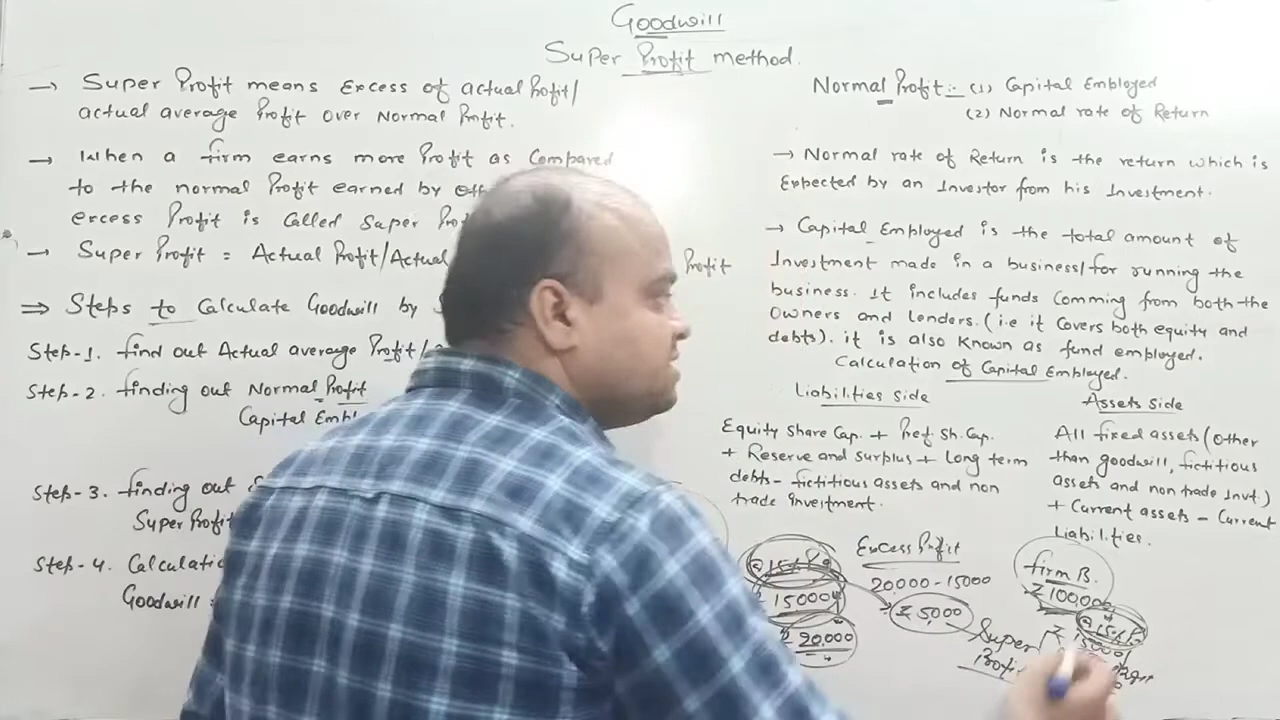 Goodwill
Super Profit method.
→ Super Profit means Excess of actual Profit/
actual average Profit over Normal Profit.
→ When a firm earns more Profit as Compared
to the normal Profit earned by
excess Profit is Called Super
→ Super Profit = Actual Profit/Actual Profit
⇒ Steps to Calculate Goodwill by
Step-1. find out Actual average Profit/
Step-2. finding out Normal Profit
Capital
Step-3. finding out
Super Profit
Step-4.
Goodwill =
Normal Profit :- (1) Capital Employed
(2) Normal rate of Return
→ Normal rate of Return is the return which is
Expected by an Investor from his Investment.
→ Capital Employed is the total amount of
Investment made in a business/for running the
business. It includes funds Comming from both the
owners and lenders. (i.e it Covers both equity and
debts). it is also known as fund employed.
Calculation of Capital Employed.
Liabilities side
Equity share Cap. + Pref. Sh. Cap.
+ Reserve and surplus + Long term
debts - fictitious assets and non
trade investment.
Assets side
All fixed assets (other
than goodwill, fictitious
assets and non trade Invt.)
+ Current assets - Current
Liabilities.
15000
₹ 20,000
Excess Profit
20,000 - 15000
₹ 5,000
Super
Profit
firm B.
₹ 100,000
@ 15%
₹ 15000